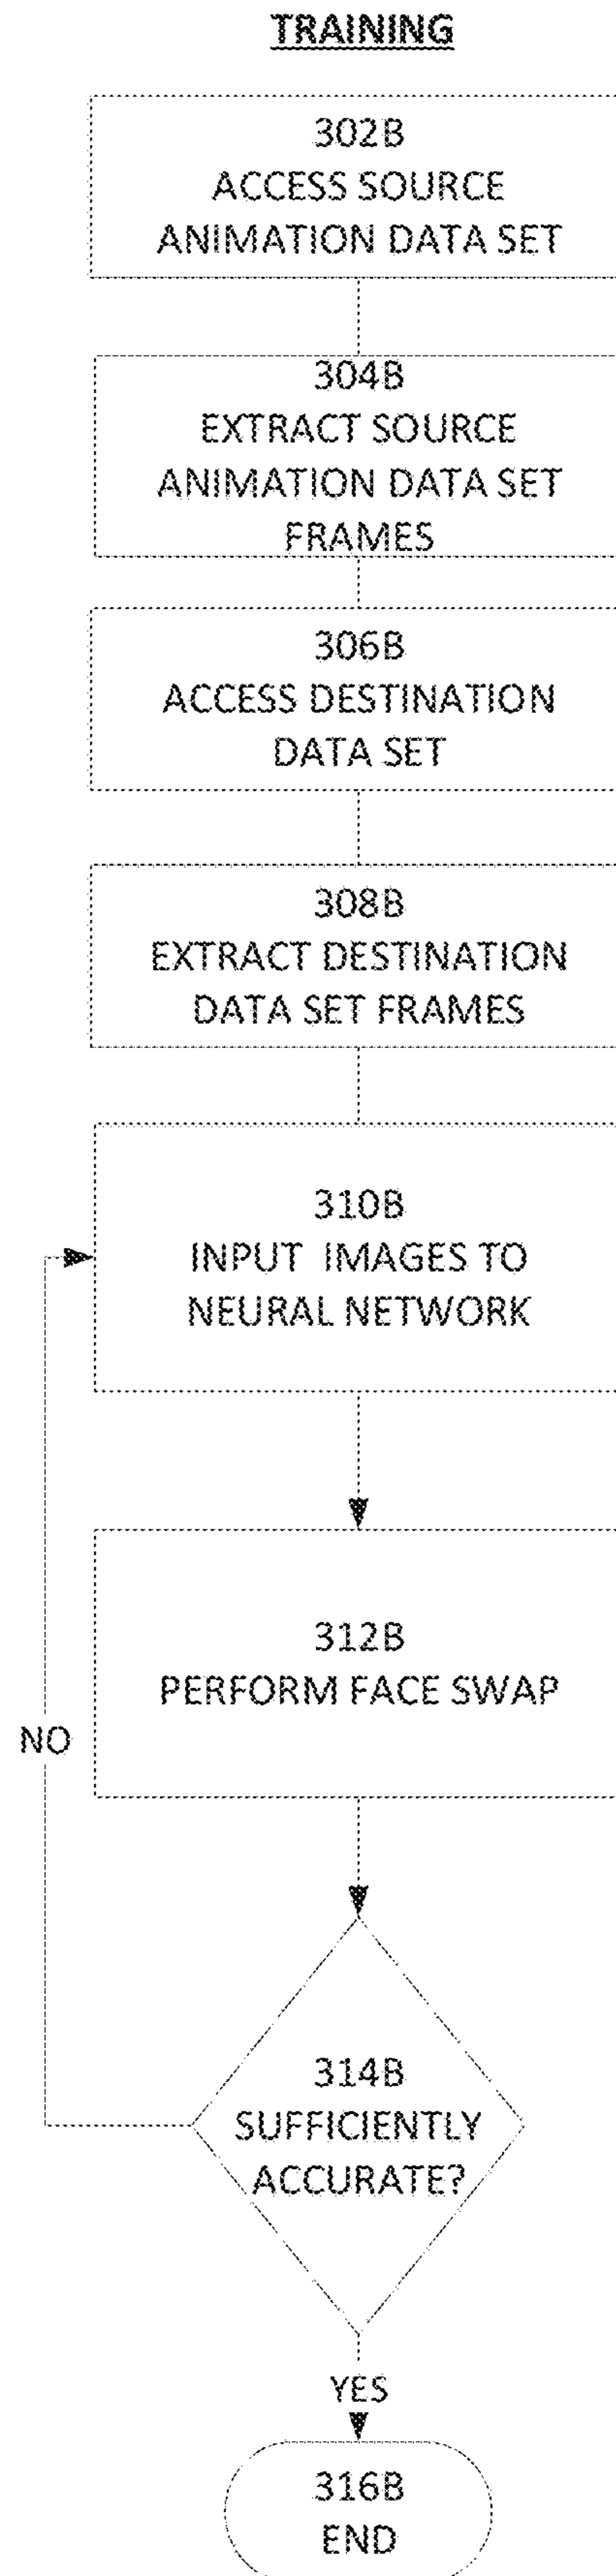 TRAINING
302B
ACCESS SOURCE
ANIMATION DATA SET
304B
EXTRACT SOURCE
ANIMATION DATA SET
FRAMES
306B
ACCESS DESTINATION
DATA SET
308B
EXTRACT DESTINATION
DATA SET FRAMES
310B
INPUT IMAGES TO
NEURAL NETWORK
312B
PERFORM FACE SWAP
NO
314B
SUFFICIENTLY
ACCURATE?
YES
316B
END